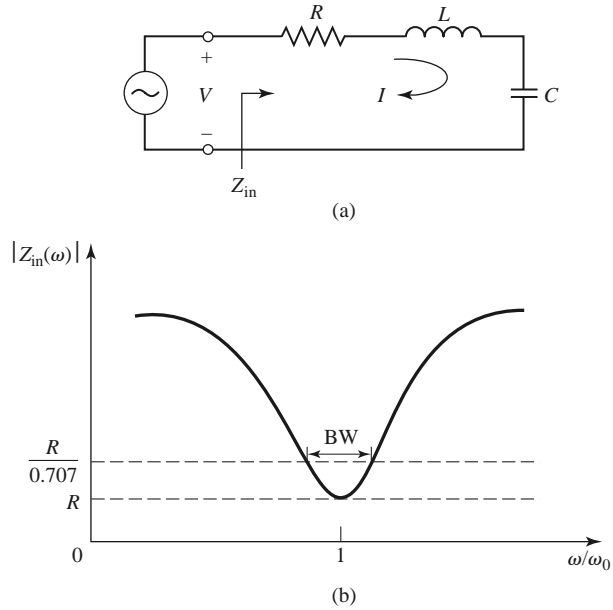 R
L
+
V
I
C
−
Z_in
(a)
|Z_in(ω)|
BW
R
0.707
R
0
1
ω/ω_0
(b)